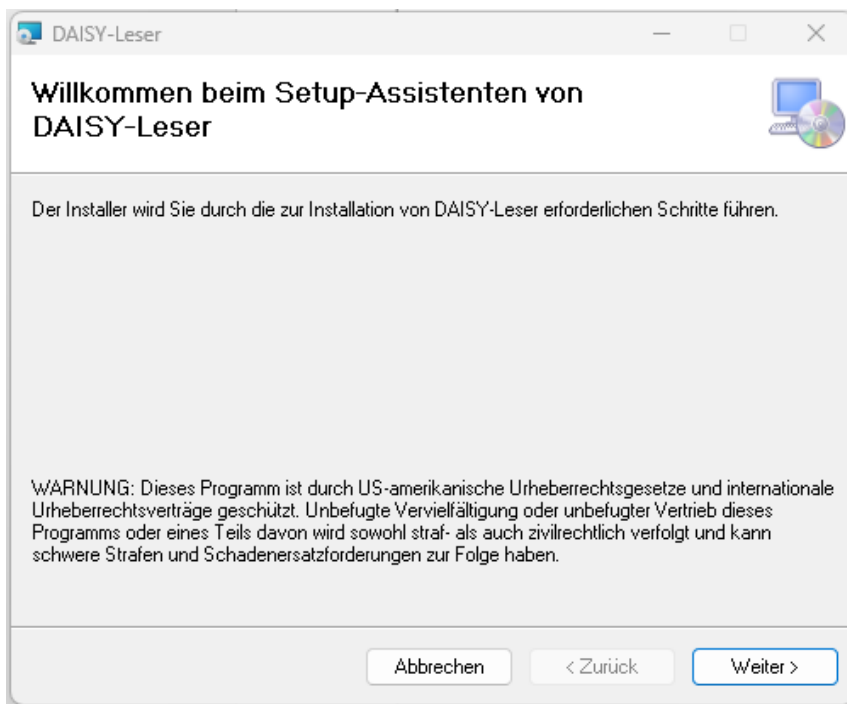 DAISY-Leser
Willkommen beim Setup-Assistenten von
DAISY-Leser
Der Installer wird Sie durch die zur Installation von DAISY-Leser erforderlichen Schritte führen.
WARNUNG: Dieses Programm ist durch US-amerikanische Urheberrechtsgesetze und internationale
Urheberrechtsverträge geschützt. Unbefugte Vervielfältigung oder unbefugter Vertrieb dieses
Programms oder eines Teils davon wird sowohl straf- als auch zivilrechtlich verfolgt und kann
schwere Strafen und Schadenersatzforderungen zur Folge haben.
Abbrechen < Zurück Weiter >